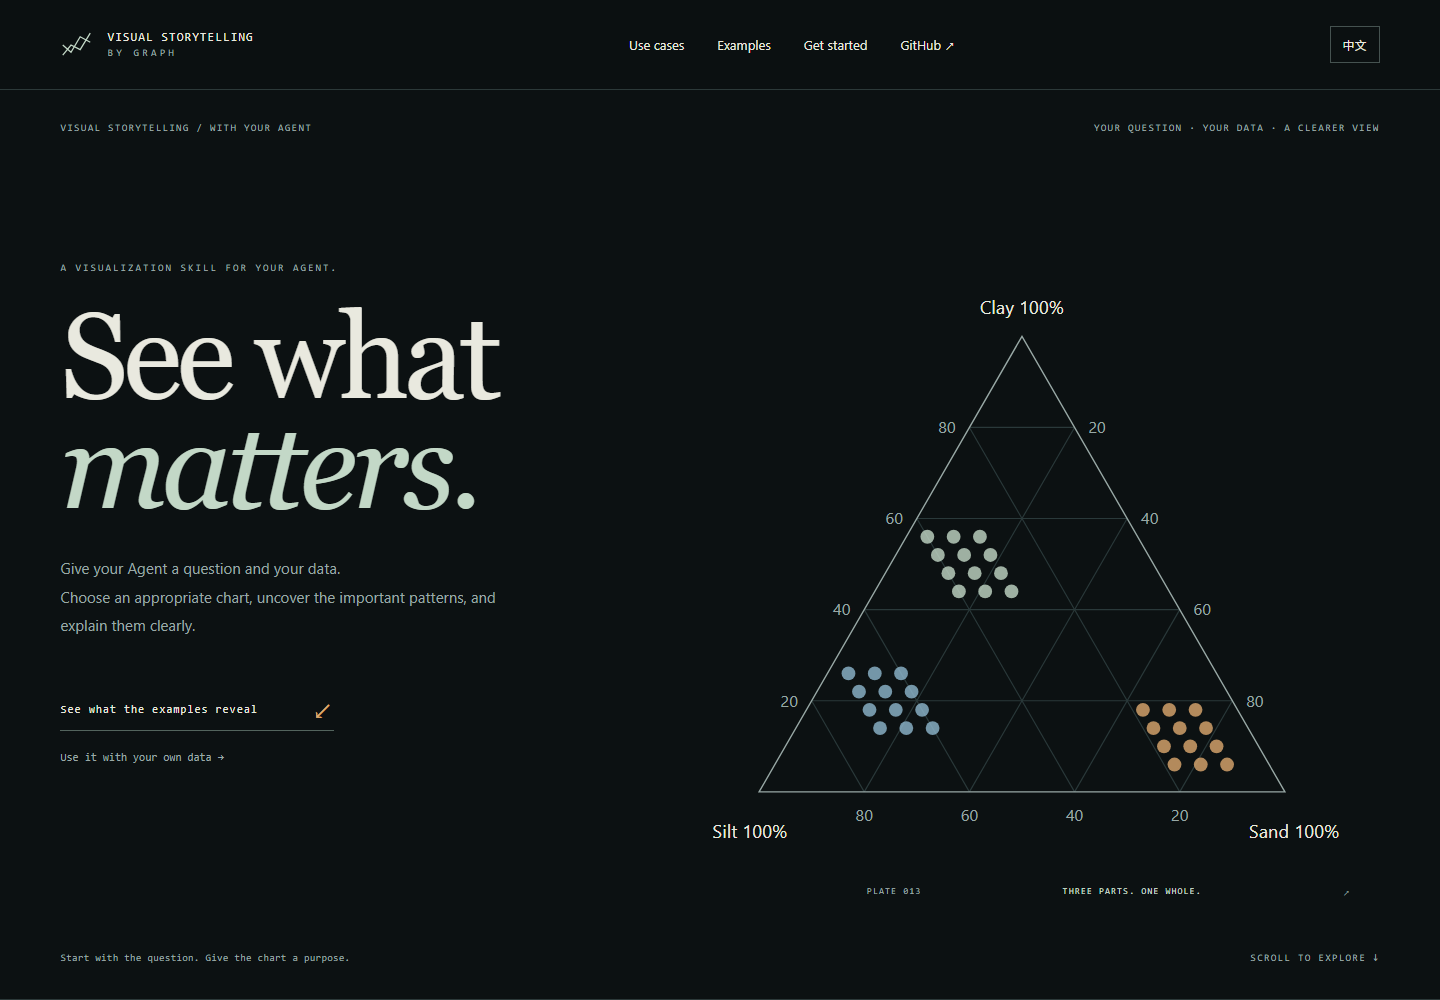 VISUAL STORYTELLING
BY GRAPH
Use cases
Examples
Get started
GitHub ↗
中文
VISUAL STORYTELLING / WITH YOUR AGENT
YOUR QUESTION · YOUR DATA · A CLEARER VIEW
A VISUALIZATION SKILL FOR YOUR AGENT.
See what
matters.
Give your Agent a question and your data.
Choose an appropriate chart, uncover the important patterns, and
explain them clearly.
See what the examples reveal ↙
Use it with your own data →
Clay 100%
80
20
60
40
40
60
20
80
80
60
40
20
Silt 100%
Sand 100%
PLATE 013
THREE PARTS. ONE WHOLE.
↗
Start with the question. Give the chart a purpose.
SCROLL TO EXPLORE ↓